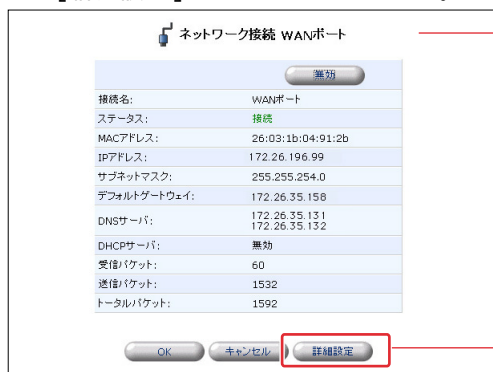 ネットワーク接続 WANポート
無効
接続名: WANポート
ステータス: 接続
MACアドレス: 26:03:1b:04:91:2b
IPアドレス: 172.26.196.99
サブネットマスク: 255.255.254.0
デフォルトゲートウェイ: 172.26.35.158
DNSサーバ: 172.26.35.131
172.26.35.132
DHCPサーバ: 無効
受信パケット: 60
送信パケット: 1532
トータルパケット: 1592
OK キャンセル 詳細設定